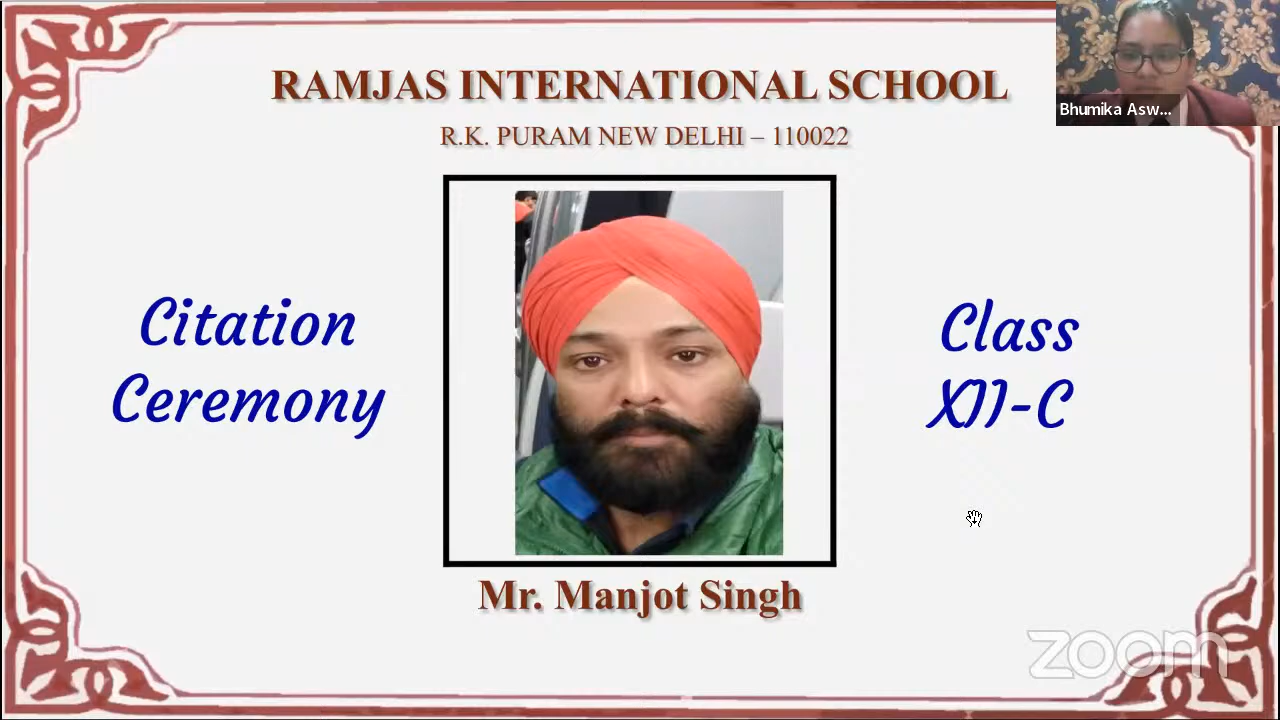 RAMJAS INTERNATIONAL SCHOOL
R.K. PURAM NEW DELHI – 110022
Bhumika Asw...
Citation
Ceremony
Class
XII-C
Mr. Manjot Singh
zoom